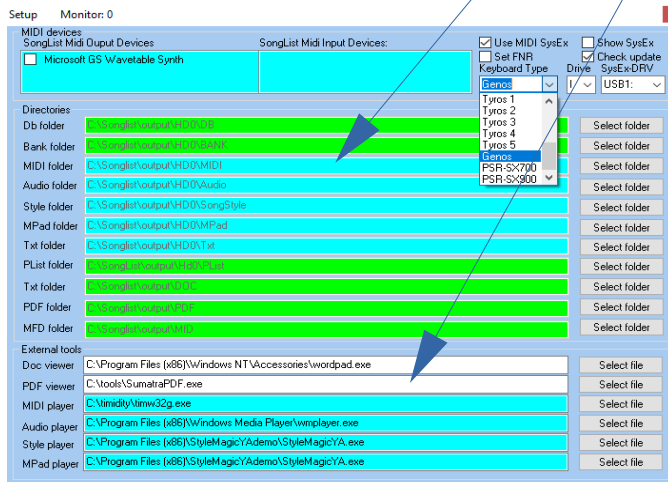 Setup Monitor: 0
MIDI devices
SongList Midi Ouput Devices SongList Midi Input Devices: Use MIDI SysEx Show SysEx
Microsoft GS Wavetable Synth Set FNR Check update
Keyboard Type Drive SysEx-DRV
Genos I USB1:
Tyros 1
Tyros 2
Tyros 3
Tyros 4
Tyros 5
Genos
PSR-SX700
PSR-SX900
Directories
Db folder C:\Songlist\output\HD0\DB Select folder
Bank folder C:\Songlist\output\HD0\BANK Select folder
MIDI folder C:\Songlist\output\HD0\MIDI Select folder
Audio folder C:\Songlist\output\HD0\Audio Select folder
Style folder C:\Songlist\output\HD0\SongStyle Select folder
MPad folder C:\Songlist\output\HD0\MPad Select folder
Txt folder C:\Songlist\output\HD0\Txt Select folder
PList folder C:\SongList\output\Hd0\PList Select folder
Txt folder C:\Songlist\output\DOC Select folder
PDF folder C:\Songlist\output\PDF Select folder
MFD folder C:\Songlist\output\MID Select folder
External tools
Doc viewer C:\Program Files (x86)\Windows NT\Accessories\wordpad.exe Select file
PDF viewer C:\tools\SumatraPDF.exe Select file
MIDI player C:\timidity\timw32g.exe Select file
Audio player C:\Program Files (x86)\Windows Media Player\wmplayer.exe Select file
Style player C:\Program Files (x86)\StyleMagicYAdemo\StyleMagicYA.exe Select file
MPad player C:\Program Files (x86)\StyleMagicYAdemo\StyleMagicYA.exe Select file